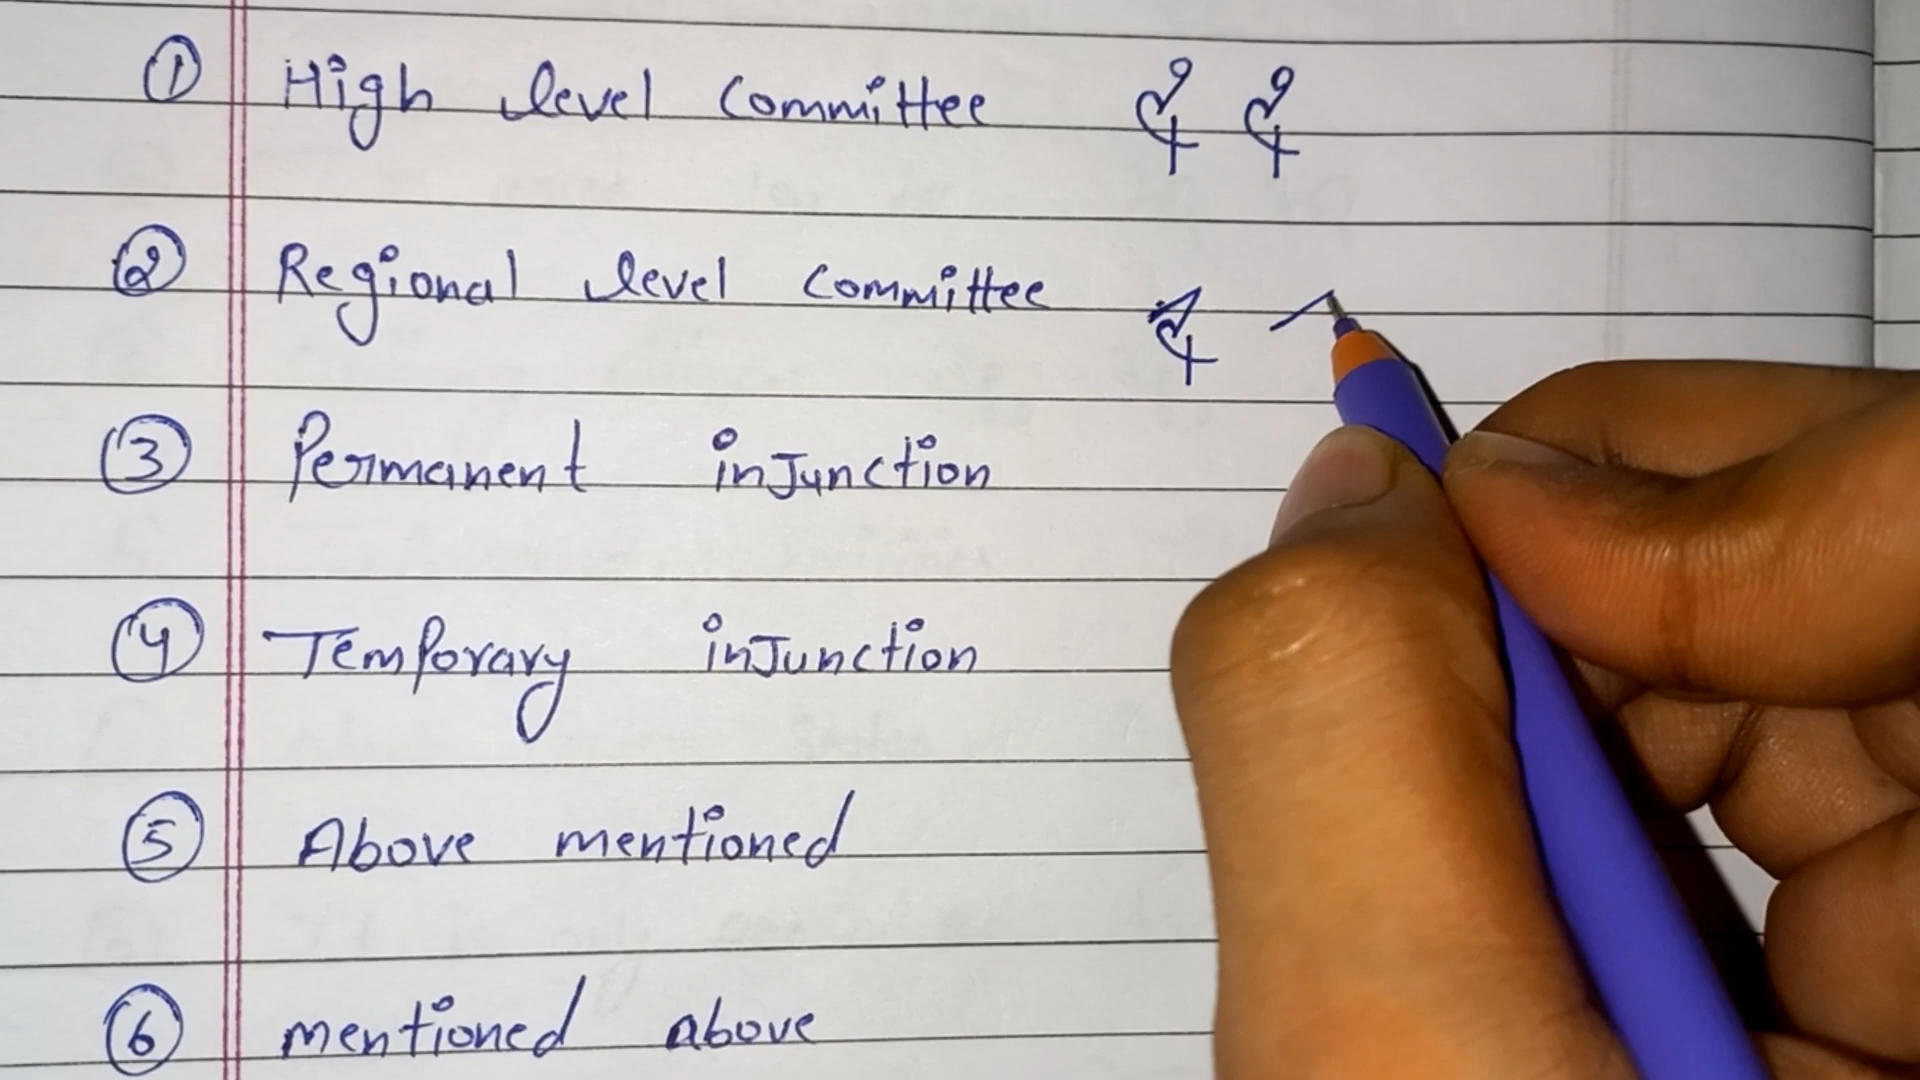 1 High level committee
2 Regional level committee
3 Permanent injunction
4 Temporary injunction
5 Above mentioned
6 mentioned above